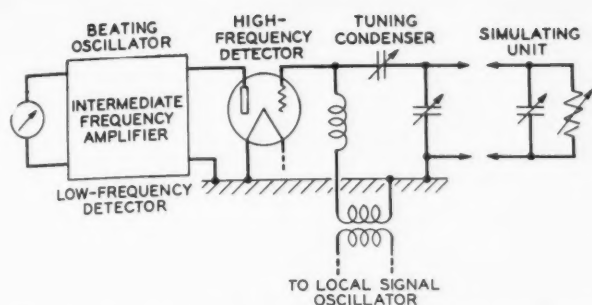 BEATING
OSCILLATOR
INTERMEDIATE
FREQUENCY
AMPLIFIER
LOW-FREQUENCY
DETECTOR
HIGH-
FREQUENCY
DETECTOR
TUNING
CONDENSER
SIMULATING
UNIT
TO LOCAL SIGNAL
OSCILLATOR